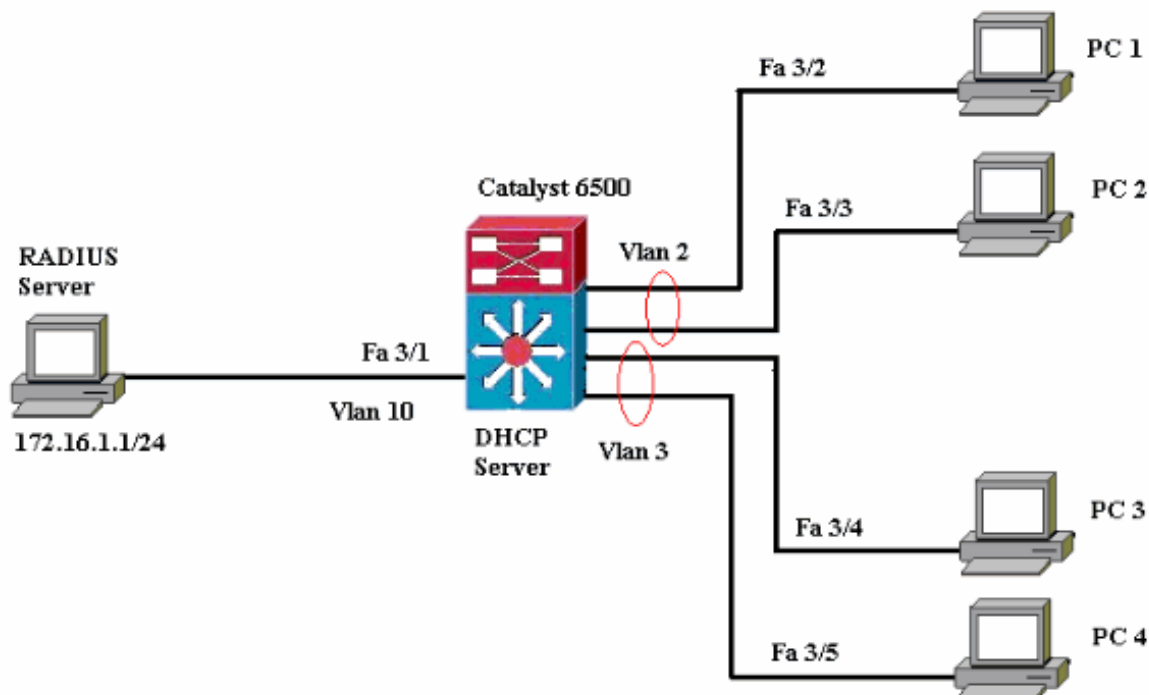 PC 1
Fa 3/2
PC 2
Catalyst 6500
Fa 3/3
Vlan 2
RADIUS
Server
Fa 3/1
Vlan 10
172.16.1.1/24
DHCP
Server
Vlan 3
PC 3
Fa 3/4
PC 4
Fa 3/5